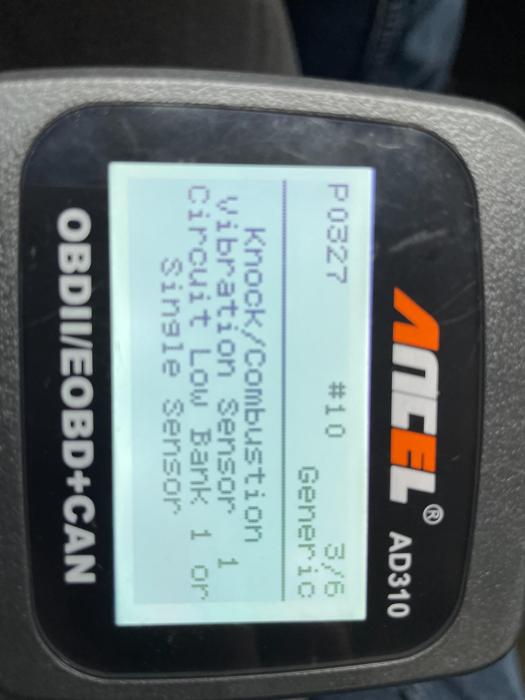 ANCEL® AD310
P0327 #10 3/6
Generic
Knock/Combustion
Vibration Sensor 1
Circuit Low Bank 1 or
Single Sensor
OBDII/EOBD+CAN